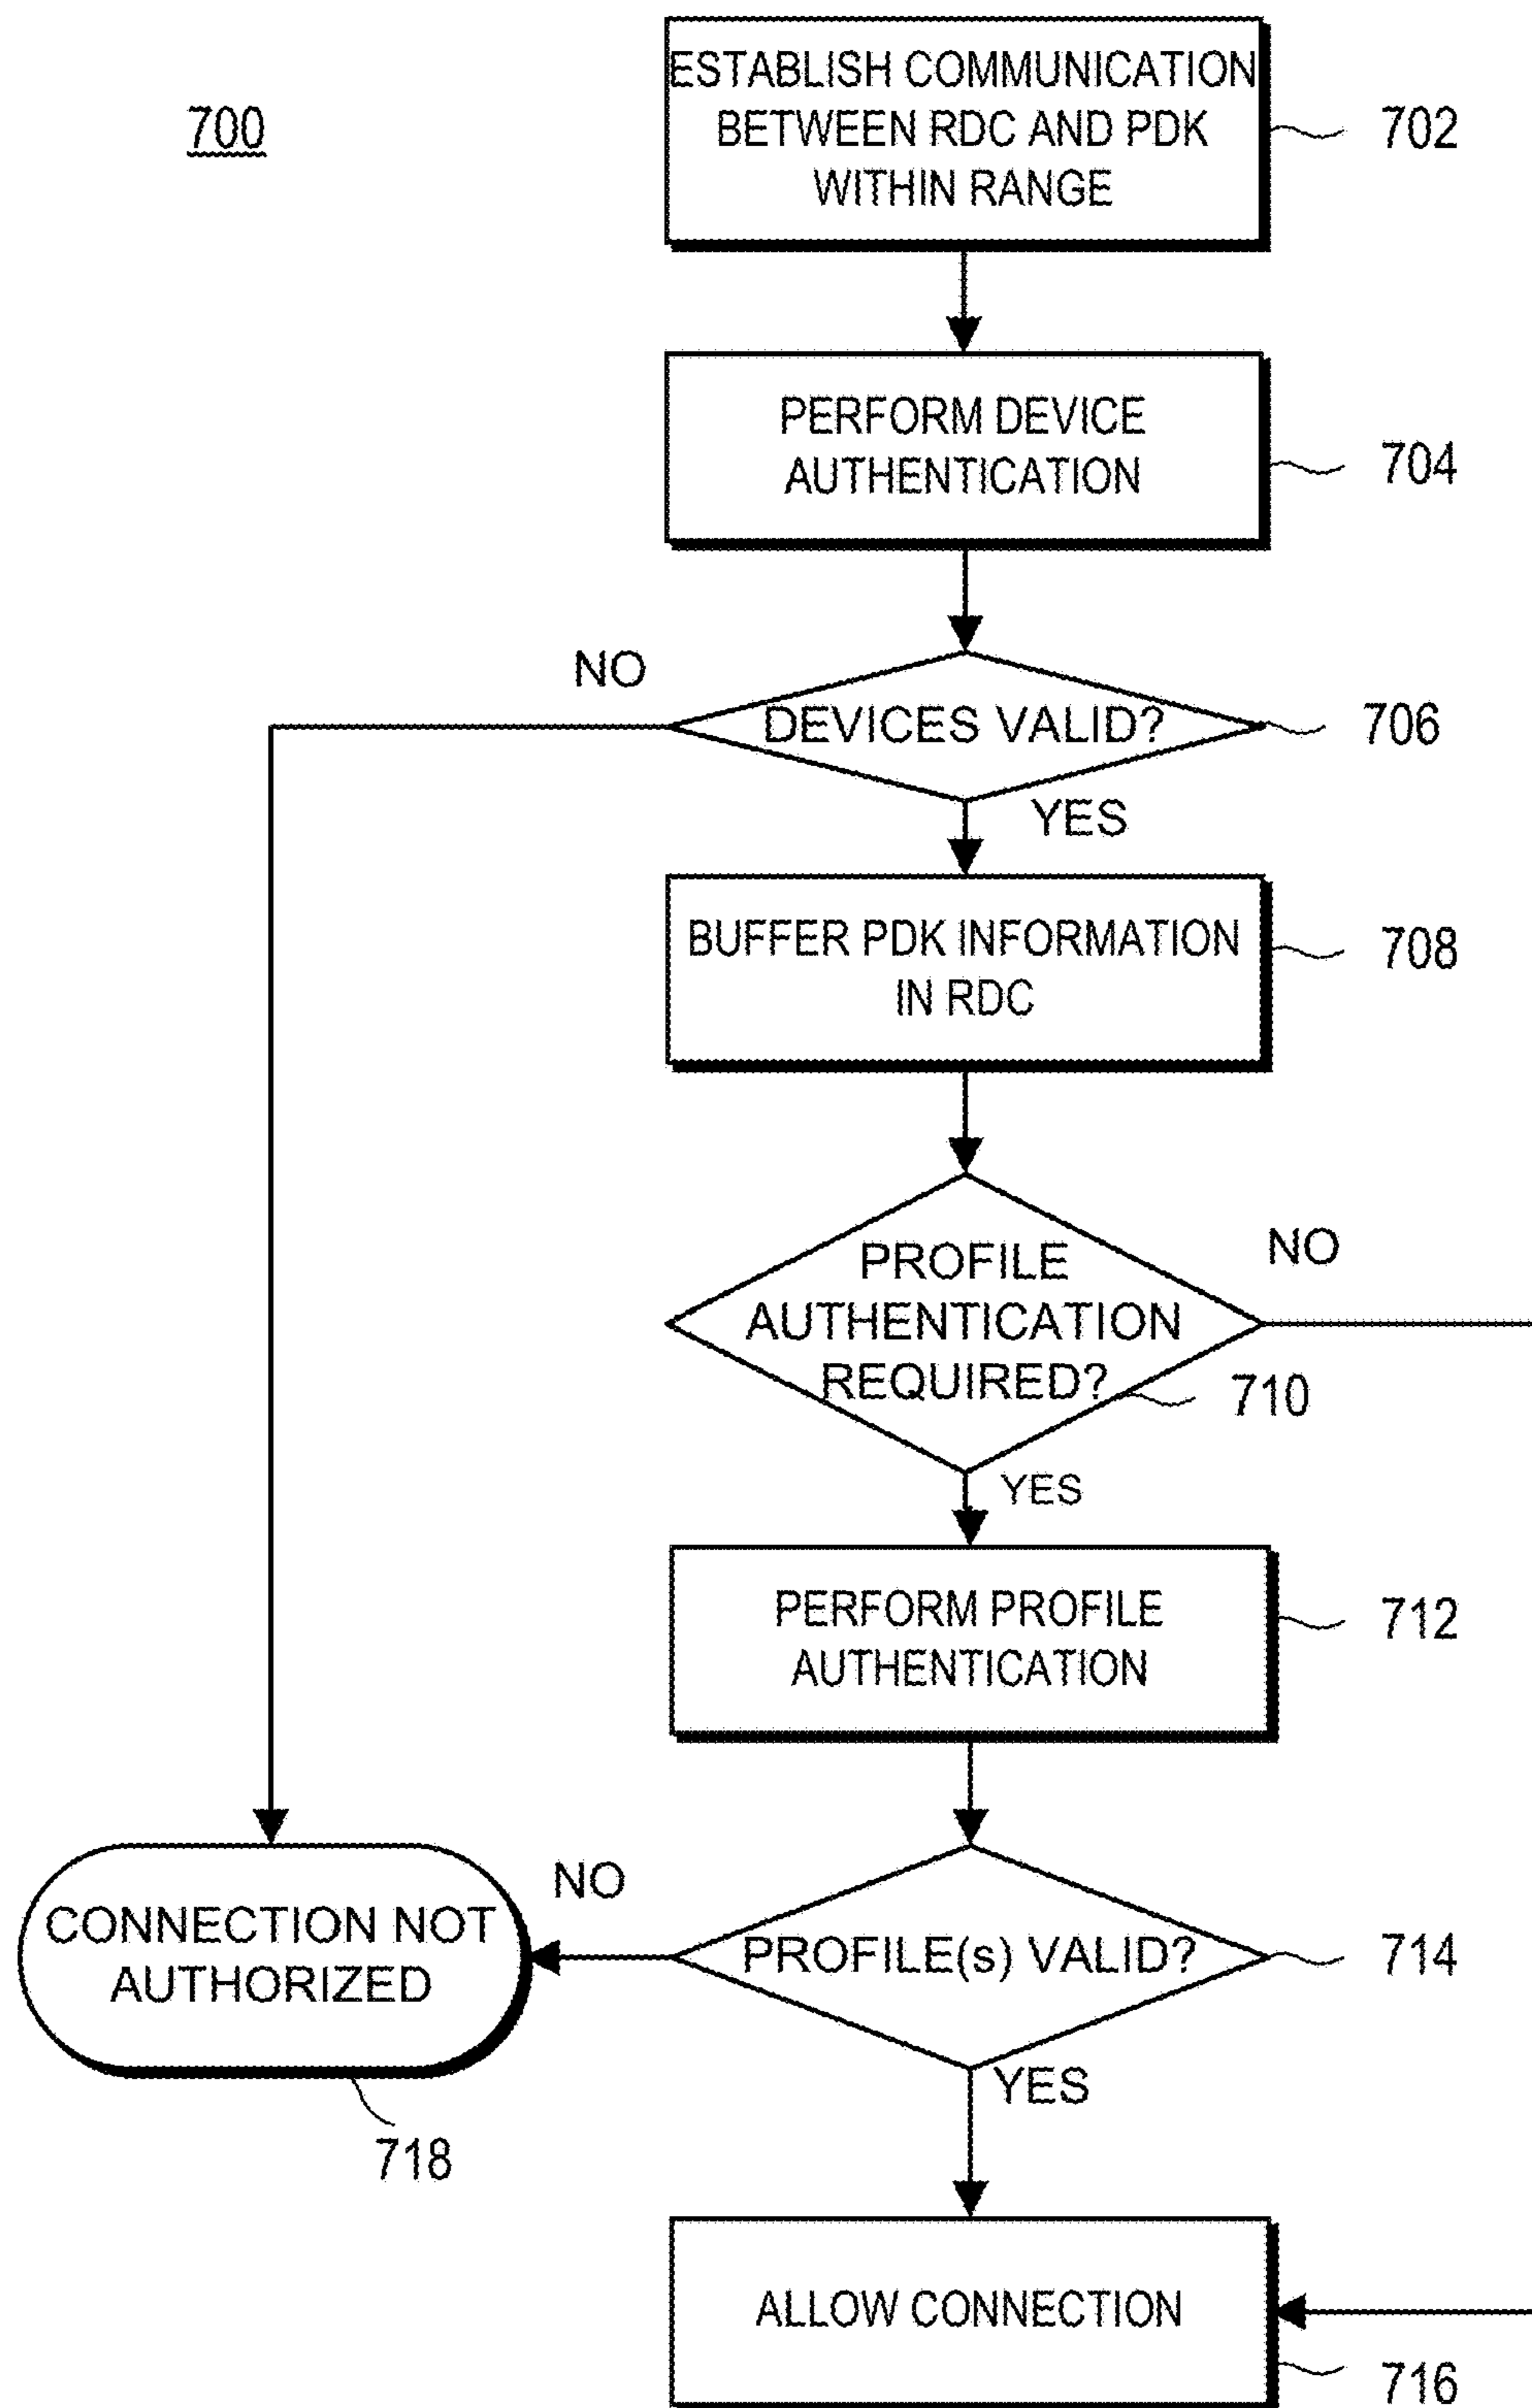 700
ESTABLISH COMMUNICATION
BETWEEN RDC AND PDK
WITHIN RANGE
702
PERFORM DEVICE
AUTHENTICATION
704
NO
DEVICES VALID?
706
YES
BUFFER PDK INFORMATION
IN RDC
708
PROFILE
AUTHENTICATION
REQUIRED?
NO
710
YES
PERFORM PROFILE
AUTHENTICATION
712
CONNECTION NOT
AUTHORIZED
NO
PROFILE(s) VALID?
714
YES
718
ALLOW CONNECTION
716